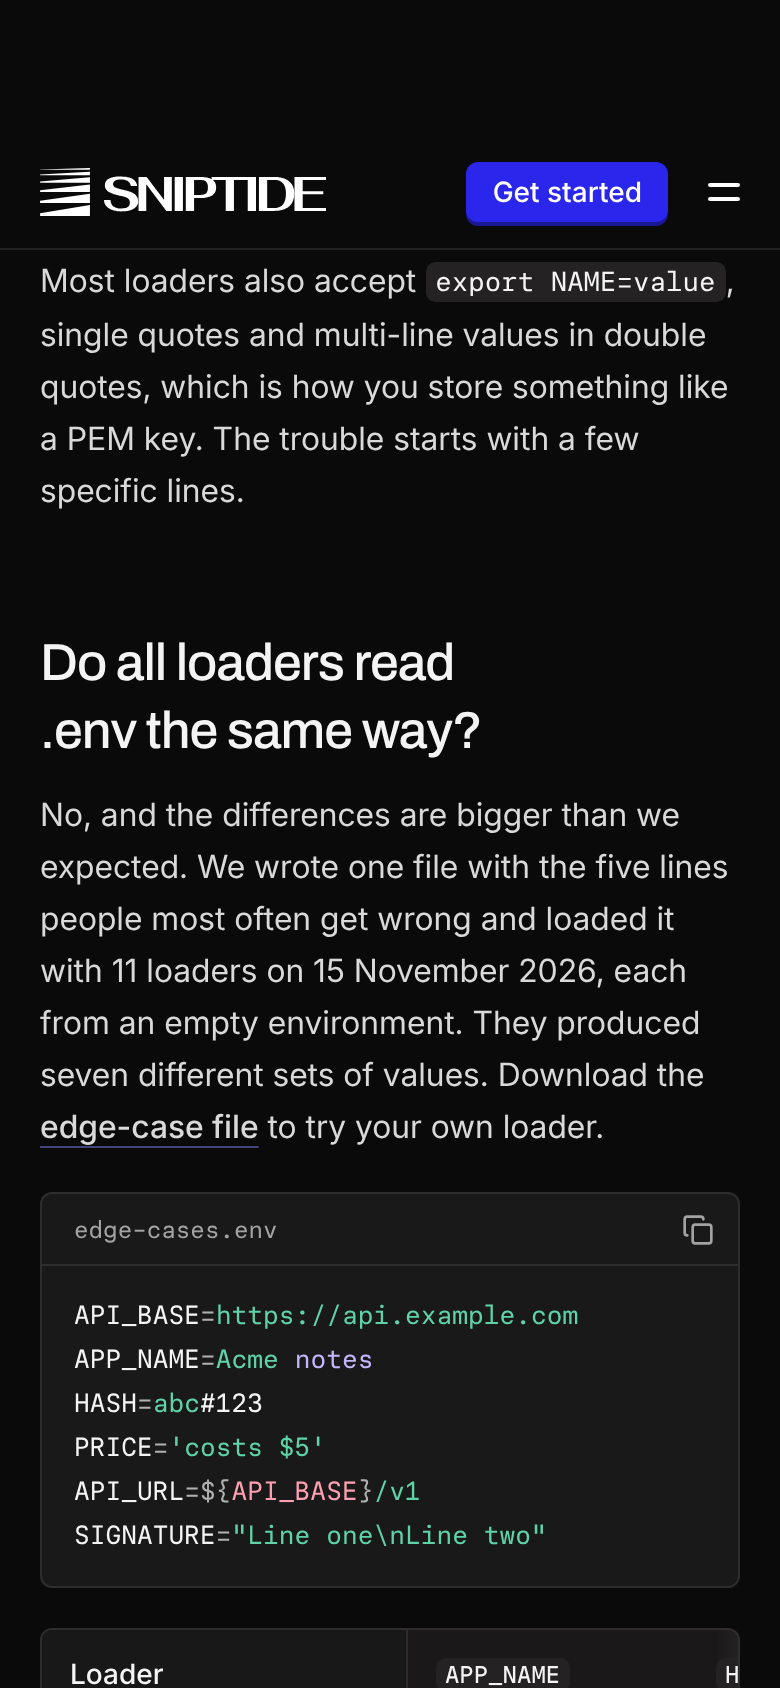 SNIPTIDE
Get started
Most loaders also accept export NAME=value,
single quotes and multi-line values in double
quotes, which is how you store something like
a PEM key. The trouble starts with a few
specific lines.
Do all loaders read
.env the same way?
No, and the differences are bigger than we
expected. We wrote one file with the five lines
people most often get wrong and loaded it
with 11 loaders on 15 November 2026, each
from an empty environment. They produced
seven different sets of values. Download the
edge-case file to try your own loader.
edge-cases.env
API_BASE=https://api.example.com
APP_NAME=Acme notes
HASH=abc#123
PRICE='costs $5'
API_URL=${API_BASE}/v1
SIGNATURE="Line one\nLine two"
Loader APP_NAME H